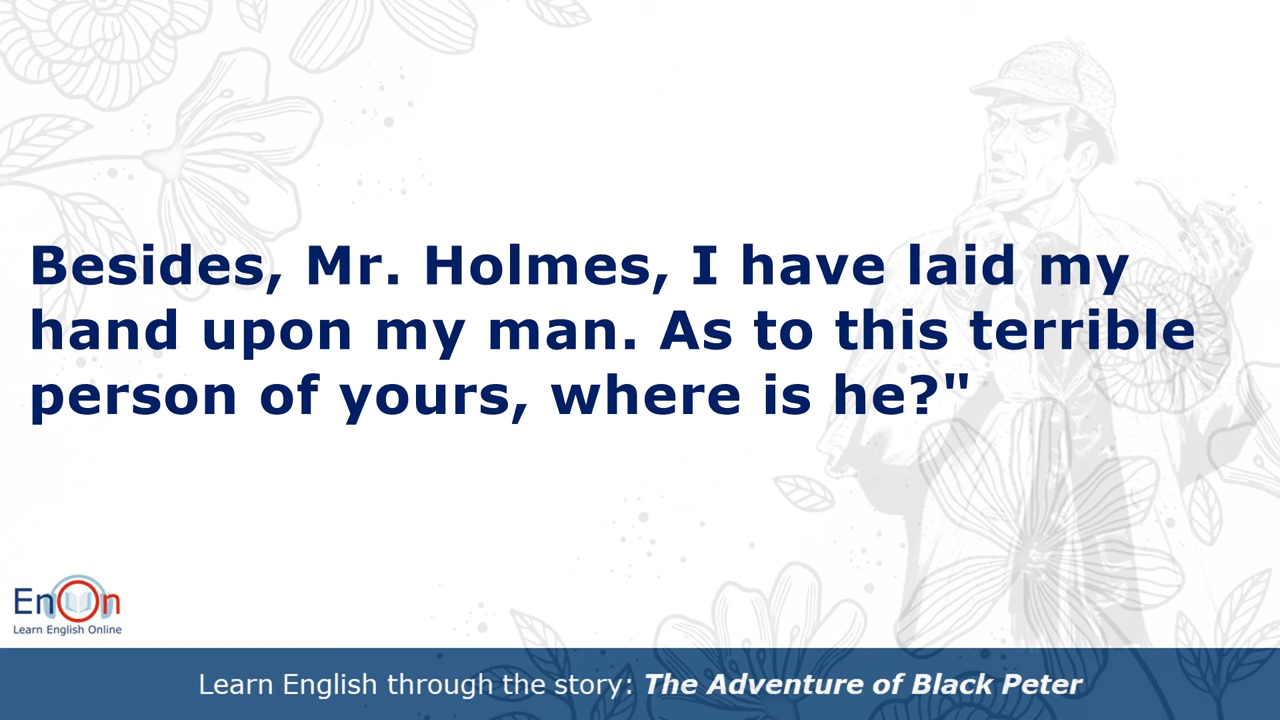 Besides, Mr. Holmes, I have laid my
hand upon my man. As to this terrible
person of yours, where is he?"
EnOn
Learn English Online
Learn English through the story: The Adventure of Black Peter